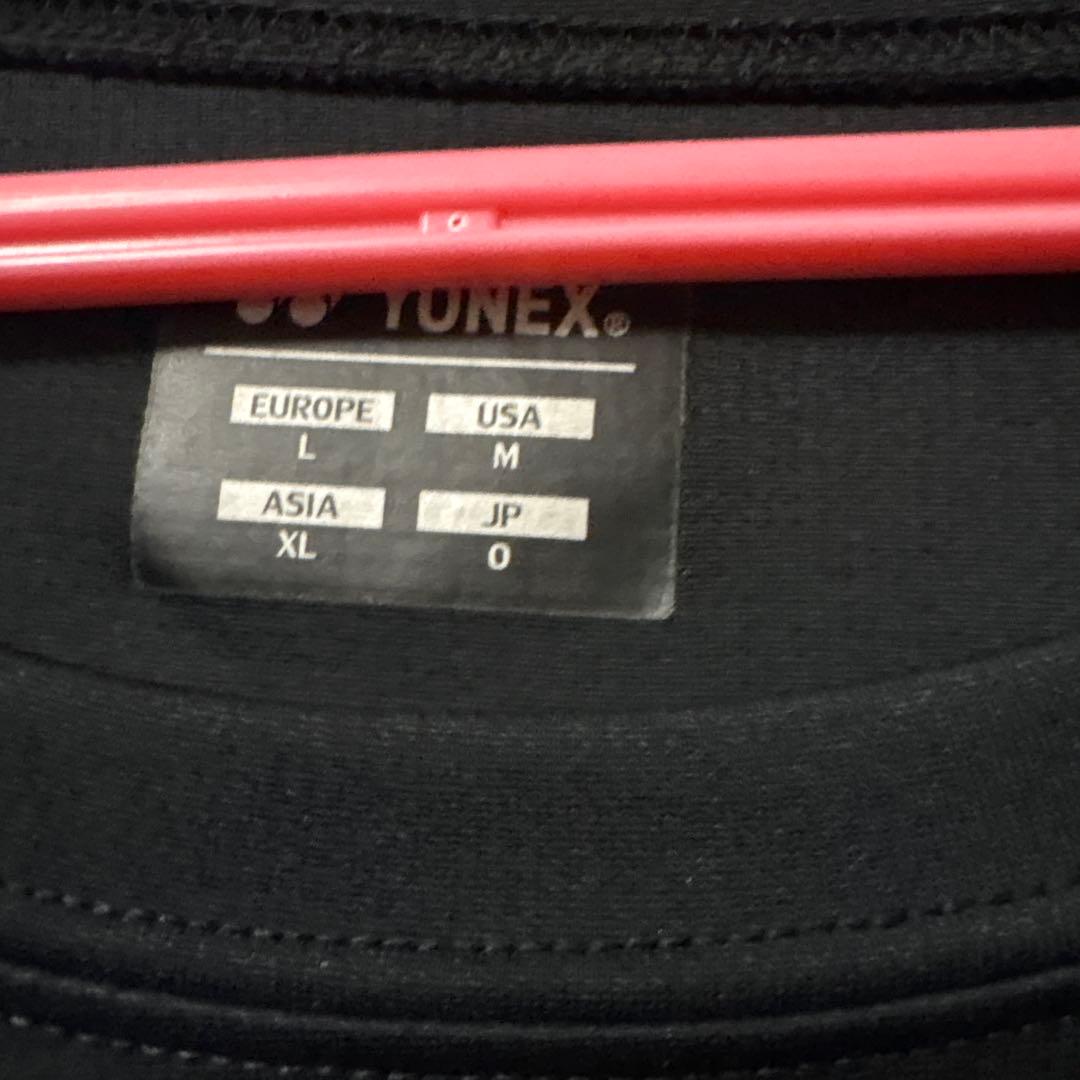 YONEX®
EUROPE USA
L M
ASIA JP
XL O